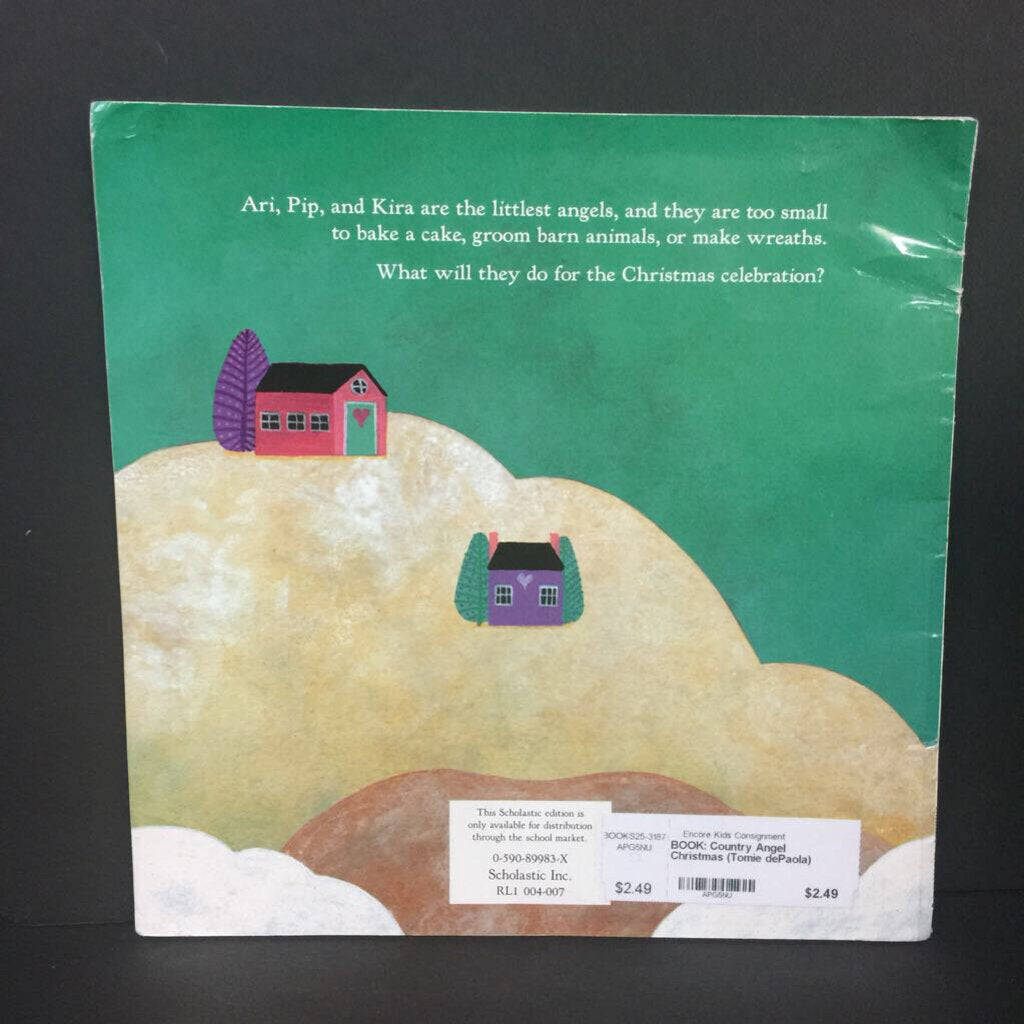 Ari, Pip, and Kira are the littlest angels, and they are too small
to bake a cake, groom barn animals, or make wreaths.
What will they do for the Christmas celebration?
This Scholastic edition is
only available for distribution
through the school market.
0-590-89983-X
Scholastic Inc.
RL1 004-007
BOOKS25-3187
APG5NU
$2.49
Encore Kids Consignment
BOOK: Country Angel
Christmas (Tomie dePaola)
APG5NU
$2.49